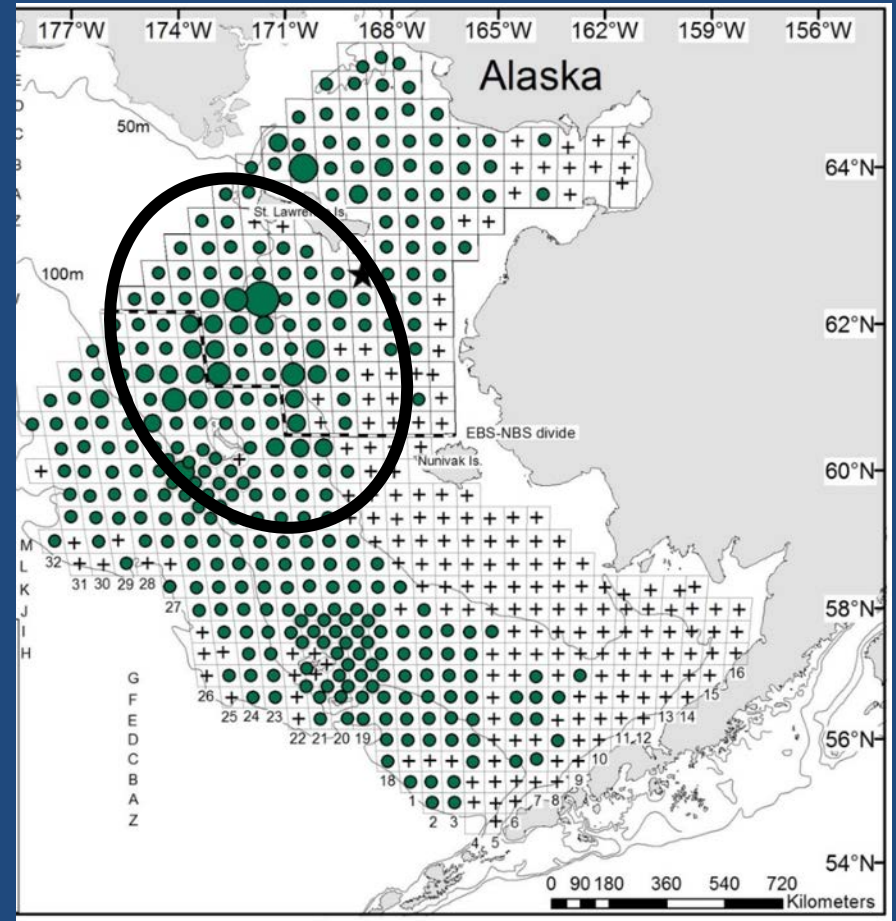 177°W 174°W 171°W 168°W 165°W 162°W 159°W 156°W
Alaska
E
D
50m
C
B
64°N
A
St. Lawrence Is.
Z
100m
62°N
EBS-NBS divide
Nunivak Is.
60°N
M
32
L
31 30 29 28
K
27
58°N
J
I
H
16
G
26
15
F
25 24 23
13 14
E
22 21 20 19
11 12
D
56°N
C
10
18
B
9
A
1
7 8
Z
2 3
6
4 5
54°N
0 90 180 360 540 720
Kilometers